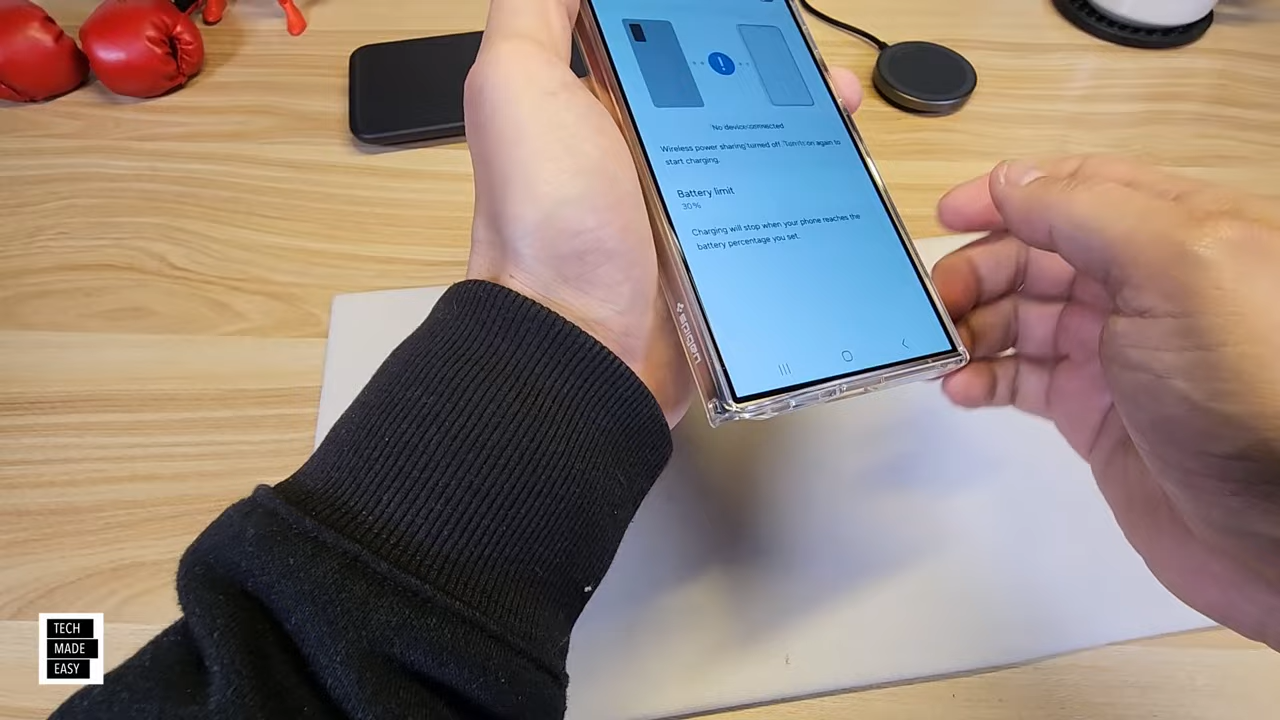 No device connected
Wireless power sharing turned off. Turn it on again to
start charging.
Battery limit
30%
Charging will stop when your phone reaches the
battery percentage you set.
spigen
TECH
MADE
EASY